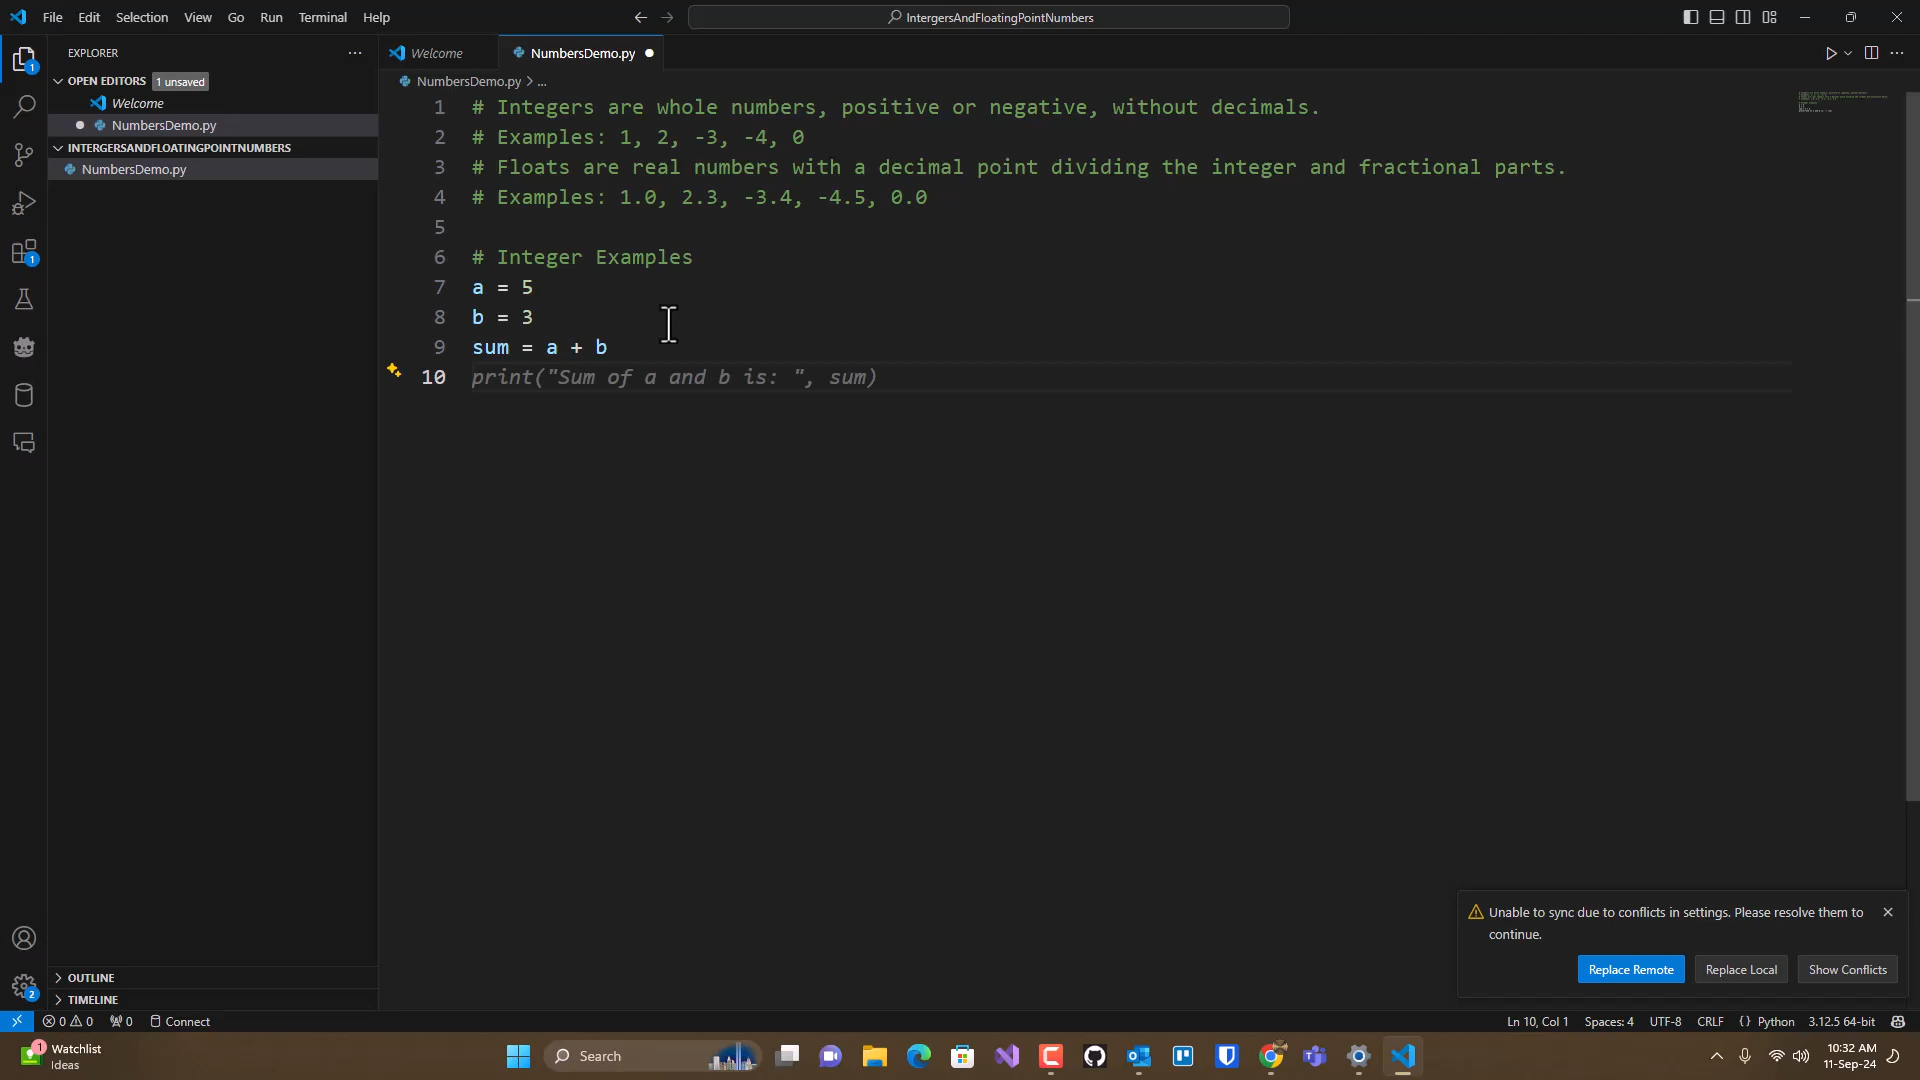 File Edit Selection View Go Run Terminal Help
IntergersAndFloatingPointNumbers
EXPLORER
OPEN EDITORS 1 unsaved
Welcome
NumbersDemo.py
INTERGERSANDFLOATINGPOINTNUMBERS
NumbersDemo.py
OUTLINE
TIMELINE
1
1
2
Welcome NumbersDemo.py
NumbersDemo.py > ...
1 # Integers are whole numbers, positive or negative, without decimals.
2 # Examples: 1, 2, -3, -4, 0
3 # Floats are real numbers with a decimal point dividing the integer and fractional parts.
4 # Examples: 1.0, 2.3, -3.4, -4.5, 0.0
5
6 # Integer Examples
7 a = 5
8 b = 3
9 sum = a + b
10 print("Sum of a and b is: ", sum)
Unable to sync due to conflicts in settings. Please resolve them to
continue.
Replace Remote Replace Local Show Conflicts
0 0 0 Connect
Ln 10, Col 1 Spaces: 4 UTF-8 CRLF {} Python 3.12.5 64-bit
1 Watchlist
Ideas
Search
10:32 AM
11-Sep-24